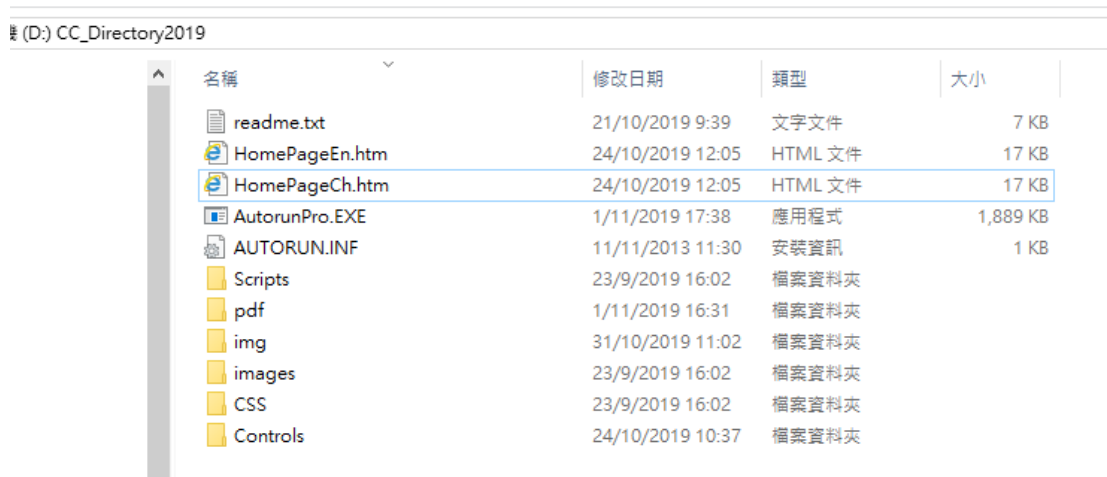 (D:) CC_Directory2019
名稱 修改日期 類型 大小
readme.txt 21/10/2019 9:39 文字文件 7 KB
HomePageEn.htm 24/10/2019 12:05 HTML 文件 17 KB
HomePageCh.htm 24/10/2019 12:05 HTML 文件 17 KB
AutorunPro.EXE 1/11/2019 17:38 應用程式 1,889 KB
AUTORUN.INF 11/11/2013 11:30 安裝資訊 1 KB
Scripts 23/9/2019 16:02 檔案資料夾
pdf 1/11/2019 16:31 檔案資料夾
img 31/10/2019 11:02 檔案資料夾
images 23/9/2019 16:02 檔案資料夾
CSS 23/9/2019 16:02 檔案資料夾
Controls 24/10/2019 10:37 檔案資料夾